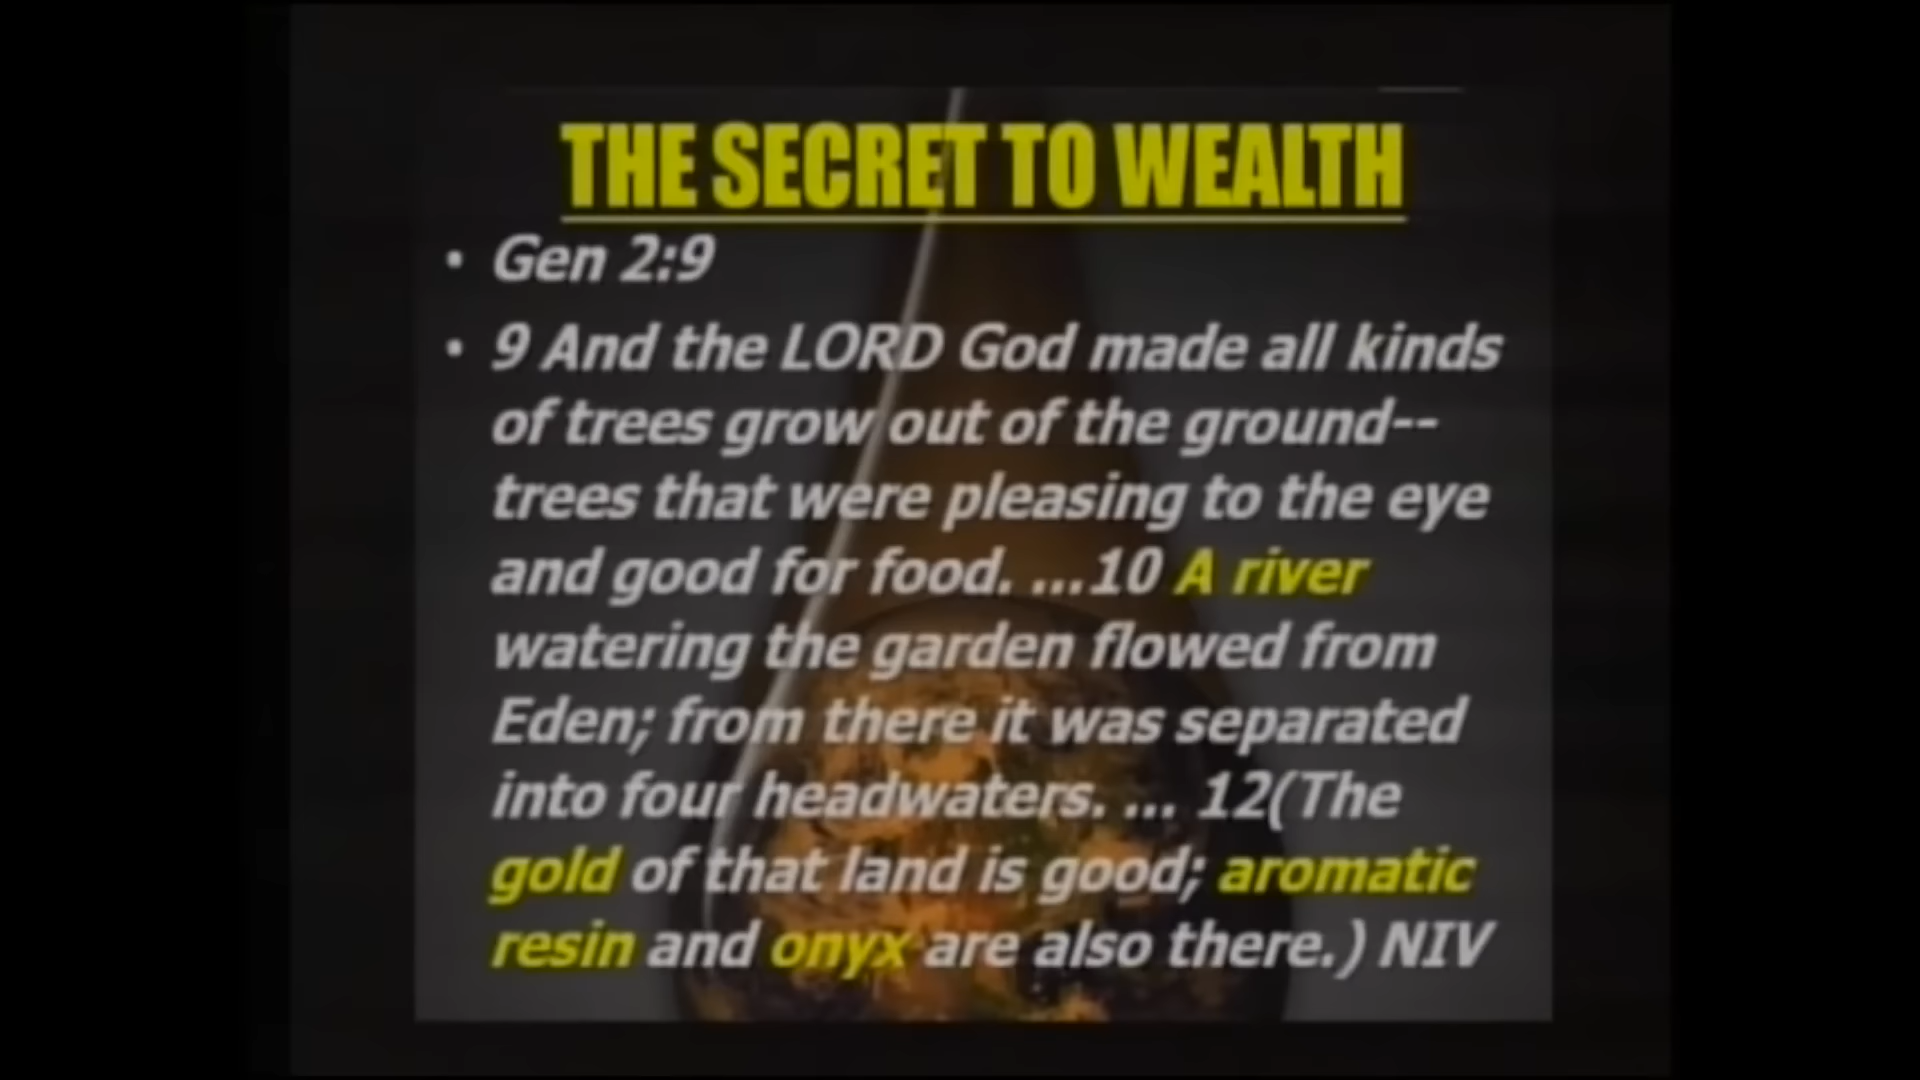 THE SECRET TO WEALTH
• Gen 2:9
• 9 And the LORD God made all kinds
of trees grow out of the ground--
trees that were pleasing to the eye
and good for food. ...10 A river
watering the garden flowed from
Eden; from there it was separated
into four headwaters. ... 12(The
gold of that land is good; aromatic
resin and onyx are also there.) NIV